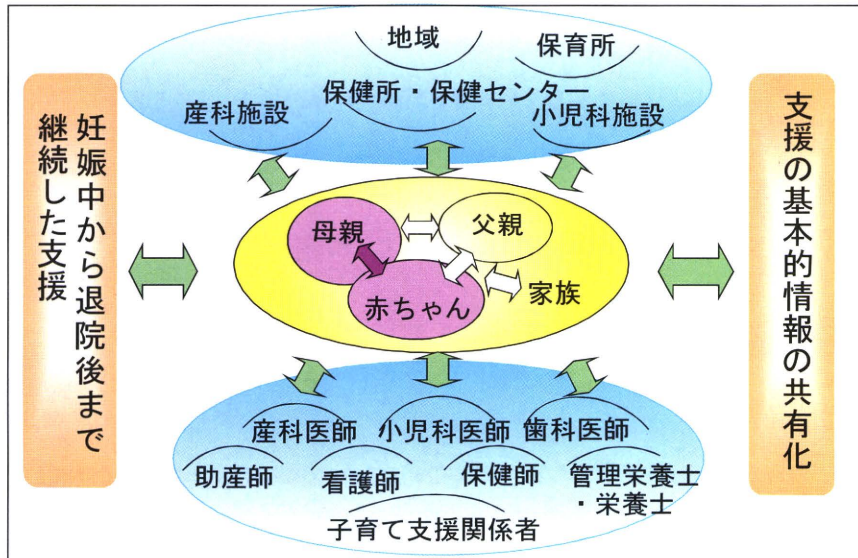 地域
保育所
保健所・保健センター
産科施設
小児科施設
妊娠中から退院後まで
継続した支援
支援の基本的情報の共有化
母親
父親
赤ちゃん
家族
産科医師
小児科医師
歯科医師
助産師
看護師
保健師
管理栄養士
・栄養士
子育て支援関係者